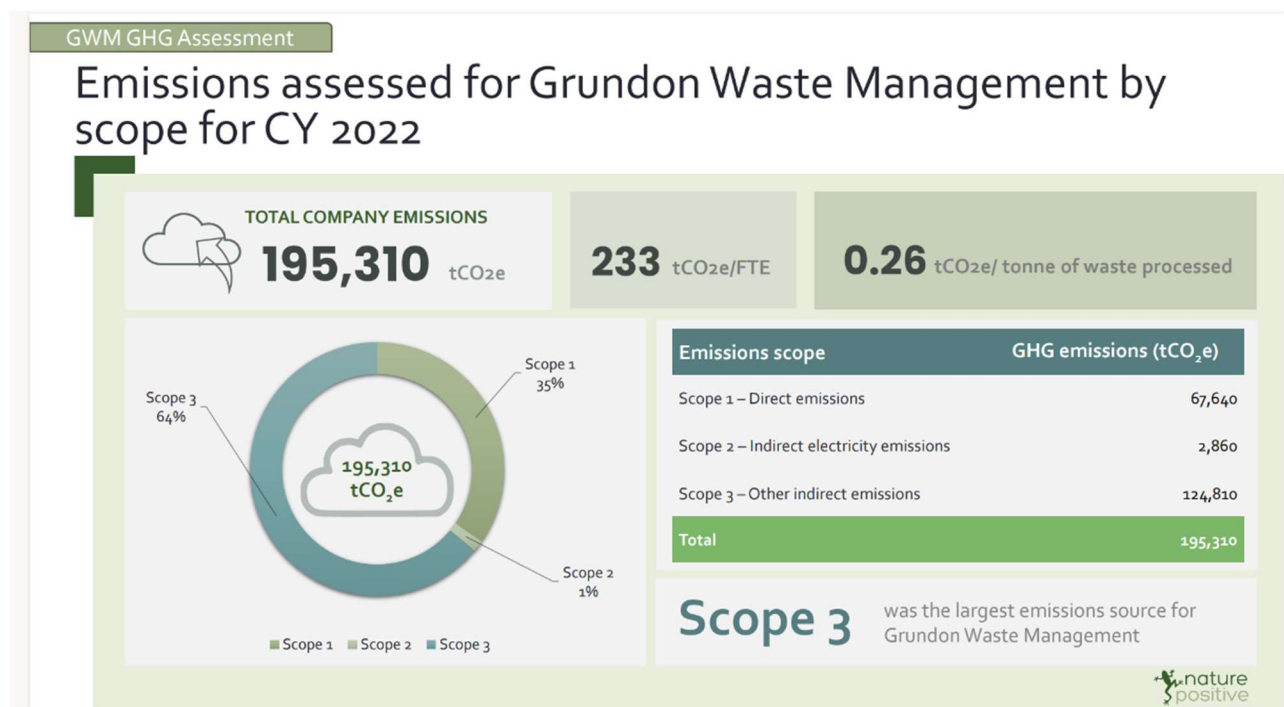 GWM GHG Assessment
Emissions assessed for Grundon Waste Management by
scope for CY 2022
TOTAL COMPANY EMISSIONS
195,310 tCO2e
233 tCO2e/FTE
0.26 tCO2e/ tonne of waste processed
Scope 1
35%
Scope 3
64%
195,310
tCO₂e
Scope 2
1%
Scope 1 Scope 2 Scope 3
Emissions scope GHG emissions (tCO₂e)
Scope 1 – Direct emissions 67,640
Scope 2 – Indirect electricity emissions 2,860
Scope 3 – Other indirect emissions 124,810
Total 195,310
Scope 3 was the largest emissions source for
Grundon Waste Management
nature
positive